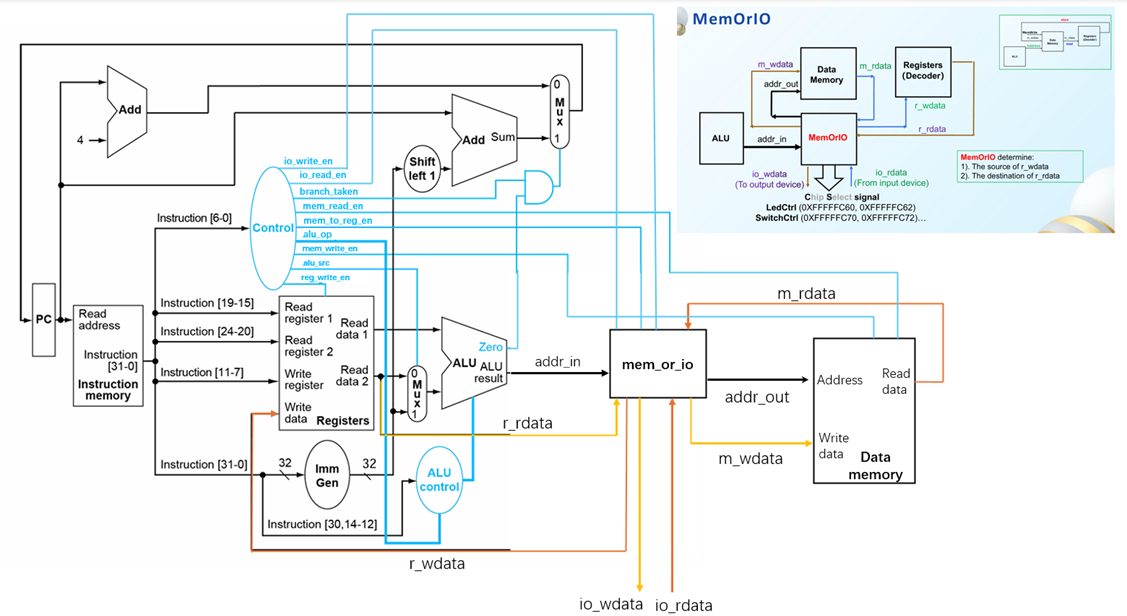 Add
4
Add Sum
0
Mux
1
Shift
left 1
io_write_en
io_read_en
branch_taken
mem_read_en
mem_to_reg_en
alu_op
mem_write_en
alu_src
reg_write_en
Control
Instruction [6-0]
PC
Read
address
Instruction
[31-0]
Instruction
memory
Instruction [19-15]
Instruction [24-20]
Instruction [11-7]
Instruction [31-0]
Instruction [30,14-12]
Read
register 1
Read
data 1
Read
register 2
Write
register
Read
data 2
Write
data
Registers
32
Imm
Gen
32
0
Mux
1
ALU
control
Zero
ALU
ALU
result
addr_in
mem_or_io
m_rdata
addr_out
r_rdata
m_wdata
r_wdata
io_wdata io_rdata
Address
Read
data
Write
data
Data
memory
MemOrIO
m_wdata
Data
Memory
m_rdata
Registers
(Decoder)
addr_out
r_wdata
ALU
addr_in
MemOrIO
r_rdata
io_wdata
(To output device)
io_rdata
(From input device)
Chip Select signal
LedCtrl (0XFFFFFC60, 0XFFFFFC62)
SwitchCtrl (0XFFFFFC70, 0XFFFFFC72)...
MemOrIO determine:
1). The source of r_wdata
2). The destination of r_rdata